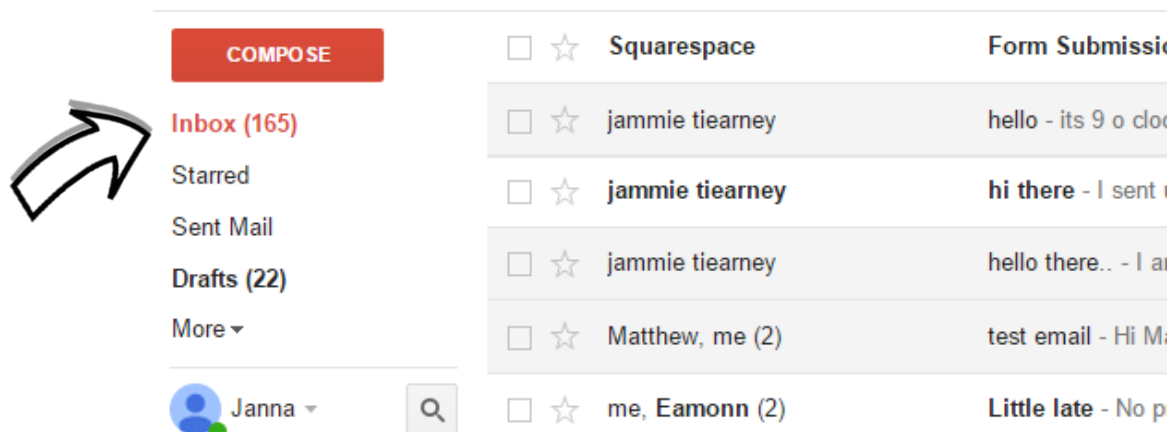 COMPOSE
Inbox (165)
Starred
Sent Mail
Drafts (22)
More
Janna
Squarespace Form
jammie tiearney hello - its 9 o
jammie tiearney hi there - I sent
jammie tiearney hello there.. - I
Matthew, me (2) test email - Hi
me, Eamonn (2) Little late - No